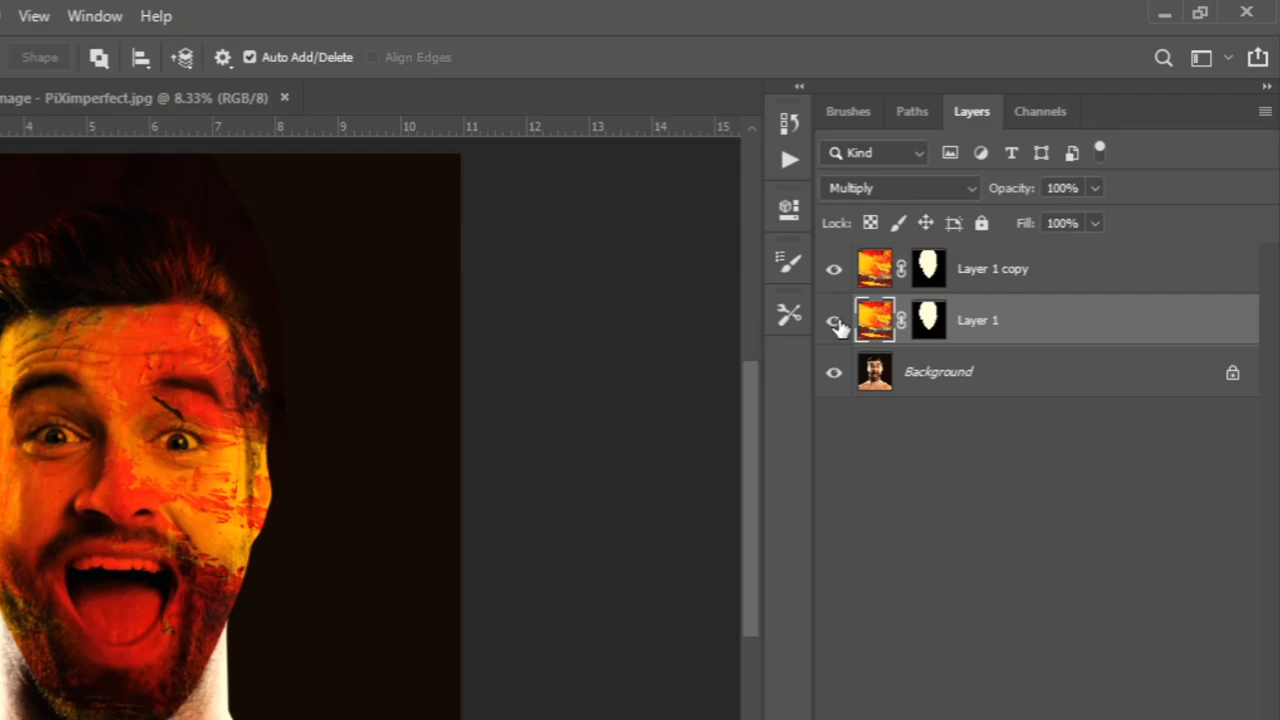 View Window Help
Shape Auto Add/Delete Align Edges
mage - PiXimperfect.jpg @ 8.33% (RGB/8) ×
4 5 6 7 8 9 10 11 12 13 14 15
Brushes Paths Layers Channels
Kind
Multiply Opacity: 100%
Lock: Fill: 100%
Layer 1 copy
Layer 1
Background